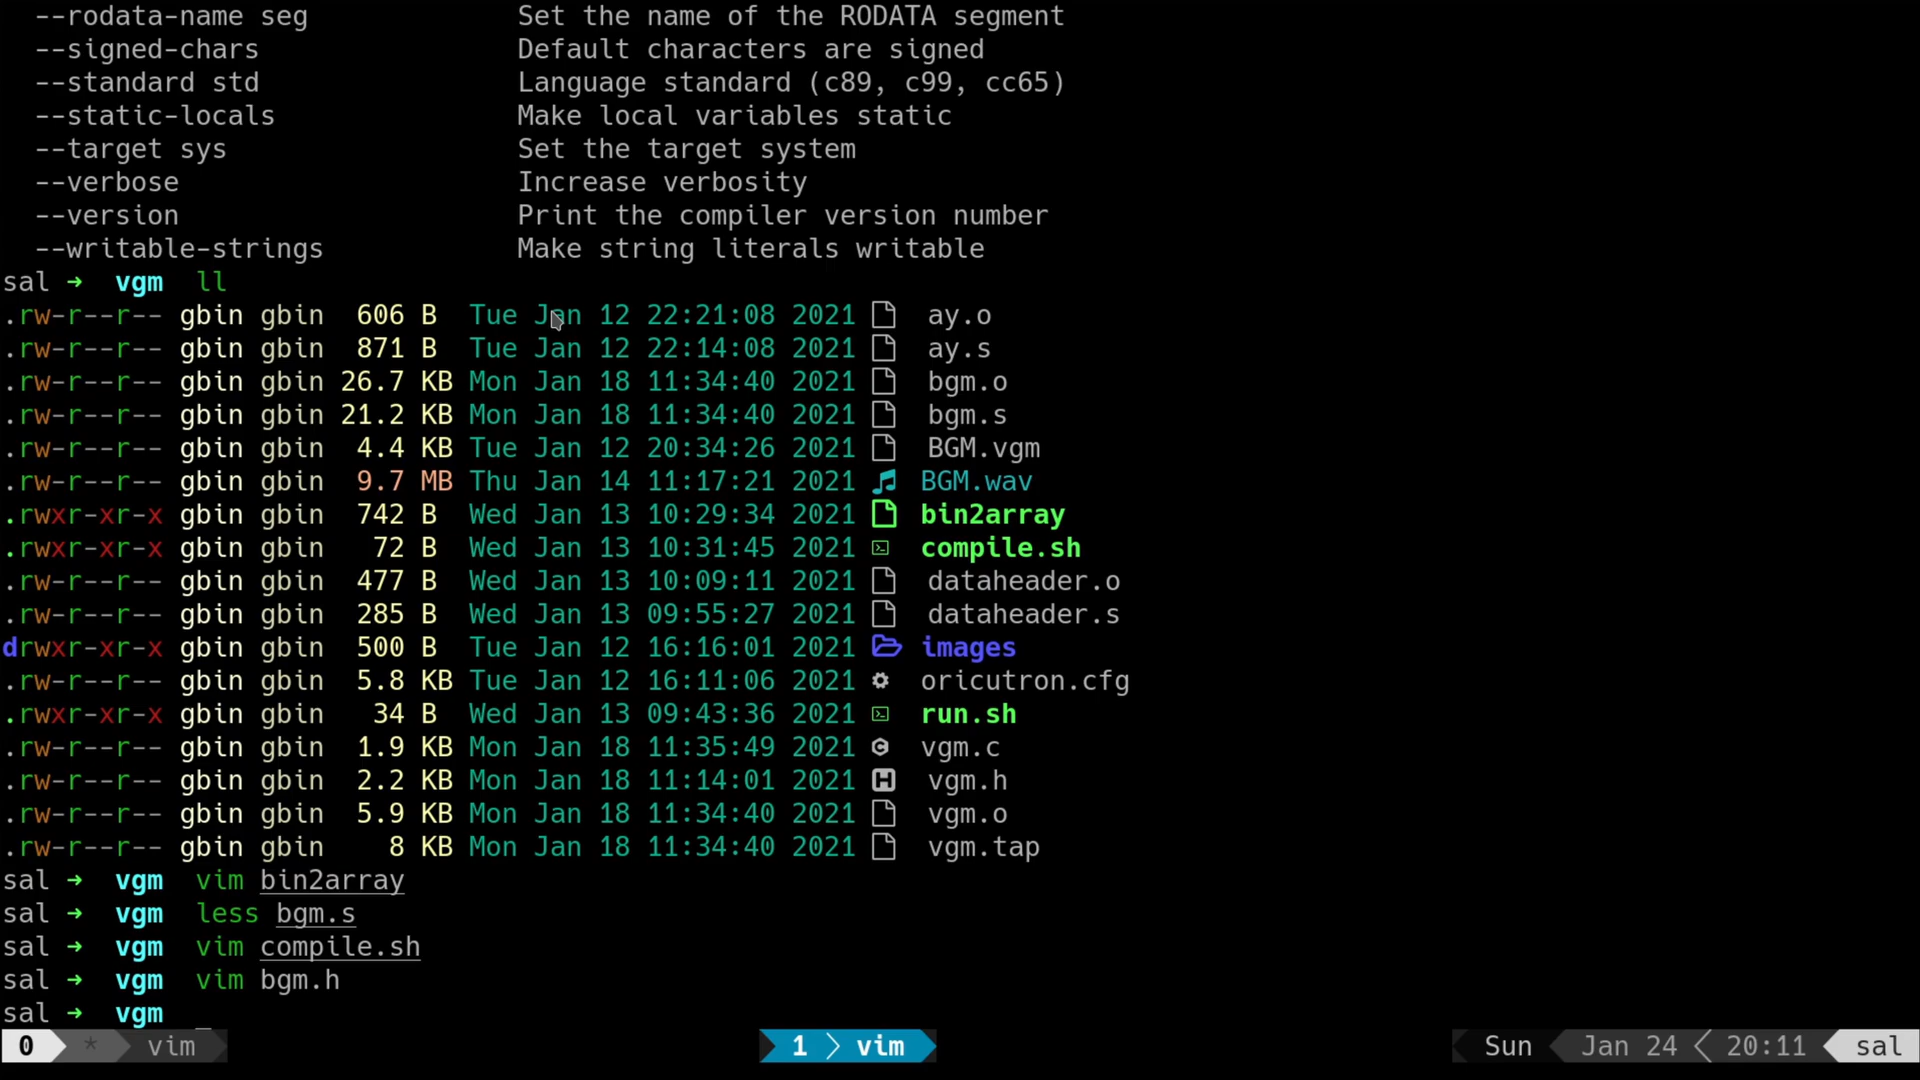 --rodata-name seg Set the name of the RODATA segment
--signed-chars Default characters are signed
--standard std Language standard (c89, c99, cc65)
--static-locals Make local variables static
--target sys Set the target system
--verbose Increase verbosity
--version Print the compiler version number
--writable-strings Make string literals writable
sal ➜ vgm ll
.rw-r--r-- gbin gbin 606 B Tue Jan 12 22:21:08 2021 ay.o
.rw-r--r-- gbin gbin 871 B Tue Jan 12 22:14:08 2021 ay.s
.rw-r--r-- gbin gbin 26.7 KB Mon Jan 18 11:34:40 2021 bgm.o
.rw-r--r-- gbin gbin 21.2 KB Mon Jan 18 11:34:40 2021 bgm.s
.rw-r--r-- gbin gbin 4.4 KB Tue Jan 12 20:34:26 2021 BGM.vgm
.rw-r--r-- gbin gbin 9.7 MB Thu Jan 14 11:17:21 2021 BGM.wav
.rwxr-xr-x gbin gbin 742 B Wed Jan 13 10:29:34 2021 bin2array
.rwxr-xr-x gbin gbin 72 B Wed Jan 13 10:31:45 2021 compile.sh
.rw-r--r-- gbin gbin 477 B Wed Jan 13 10:09:11 2021 dataheader.o
.rw-r--r-- gbin gbin 285 B Wed Jan 13 09:55:27 2021 dataheader.s
drwxr-xr-x gbin gbin 500 B Tue Jan 12 16:16:01 2021 images
.rw-r--r-- gbin gbin 5.8 KB Tue Jan 12 16:11:06 2021 oricutron.cfg
.rwxr-xr-x gbin gbin 34 B Wed Jan 13 09:43:36 2021 run.sh
.rw-r--r-- gbin gbin 1.9 KB Mon Jan 18 11:35:49 2021 vgm.c
.rw-r--r-- gbin gbin 2.2 KB Mon Jan 18 11:14:01 2021 vgm.h
.rw-r--r-- gbin gbin 5.9 KB Mon Jan 18 11:34:40 2021 vgm.o
.rw-r--r-- gbin gbin 8 KB Mon Jan 18 11:34:40 2021 vgm.tap
sal ➜ vgm vim bin2array
sal ➜ vgm less bgm.s
sal ➜ vgm vim compile.sh
sal ➜ vgm vim bgm.h
sal ➜ vgm
0 * vim 1 vim Sun Jan 24 20:11 sal